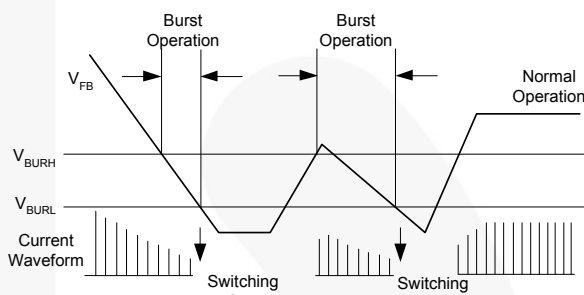 Burst
Operation
Burst
Operation
V_FB
Normal
Operation
V_BURH
V_BURL
Current
Waveform
Switching
Switching